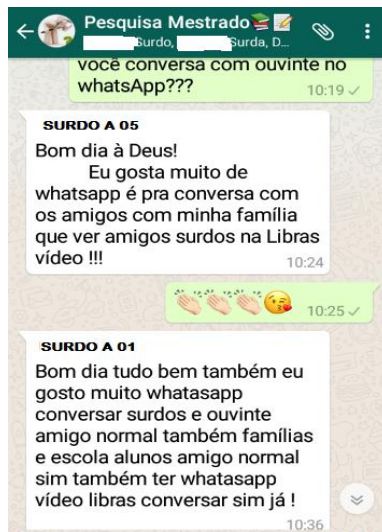 Pesquisa Mestrado📚📝
Surdo, Surda, D...
você conversa com ouvinte no
whatsApp???
10:19
SURDO A 05
Bom dia à Deus!
Eu gosta muito de
whatsapp é pra conversa com
os amigos com minha família
que ver amigos surdos na Libras
vídeo !!!
10:24
👏🏻👏🏻👏🏻😘
10:25
SURDO A 01
Bom dia tudo bem também eu
gosto muito whatasapp
conversar surdos e ouvinte
amigo normal também famílias
e escola alunos amigo normal
sim também ter whatasapp
vídeo libras conversar sim já !
10:36